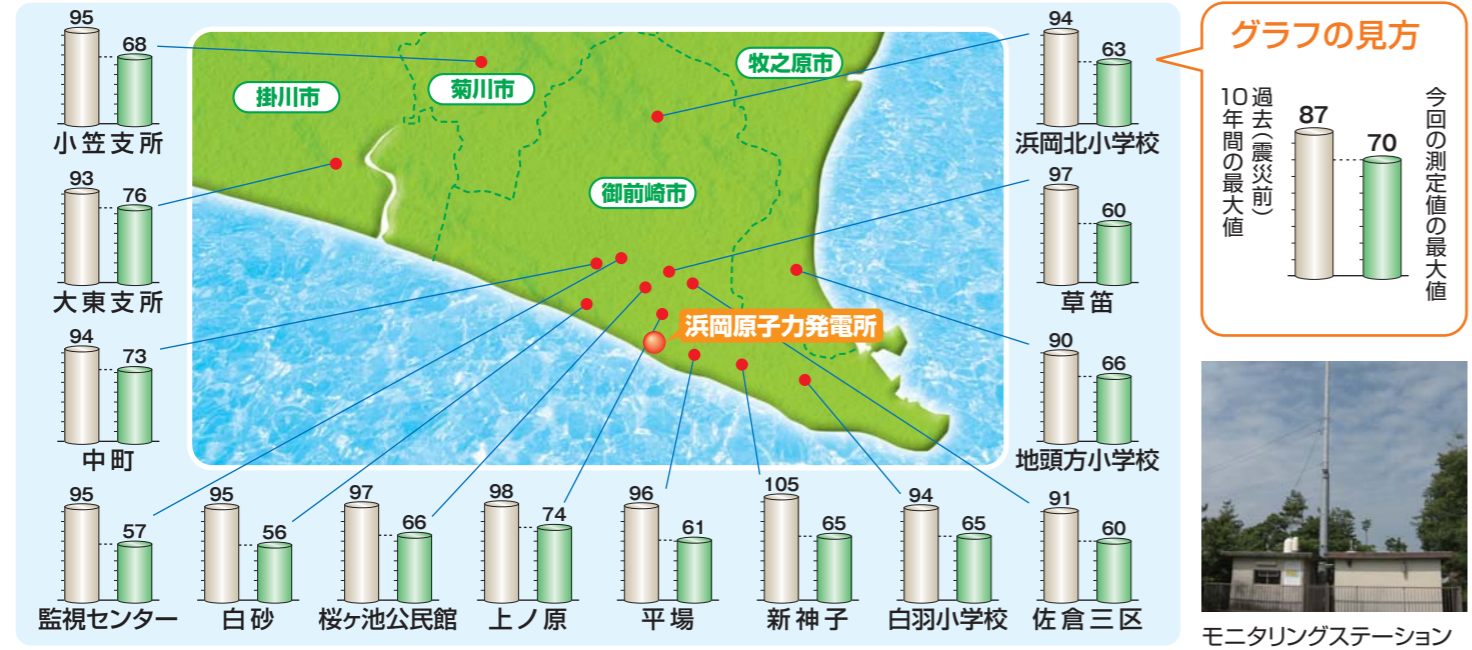 95
68
小笠支所
93
76
大東支所
94
73
中町
掛川市
菊川市
牧之原市
御前崎市
浜岡原子力発電所
94
63
浜岡北小学校
97
60
草笛
90
66
地頭方小学校
95
57
監視センター
95
56
白砂
97
66
桜ヶ池公民館
98
74
上ノ原
96
61
平場
105
65
新神子
94
65
白羽小学校
91
60
佐倉三区
グラフの見方
過去(震災前)
10年間の最大値
87
70
今回の測定値の最大値
モニタリングステーション